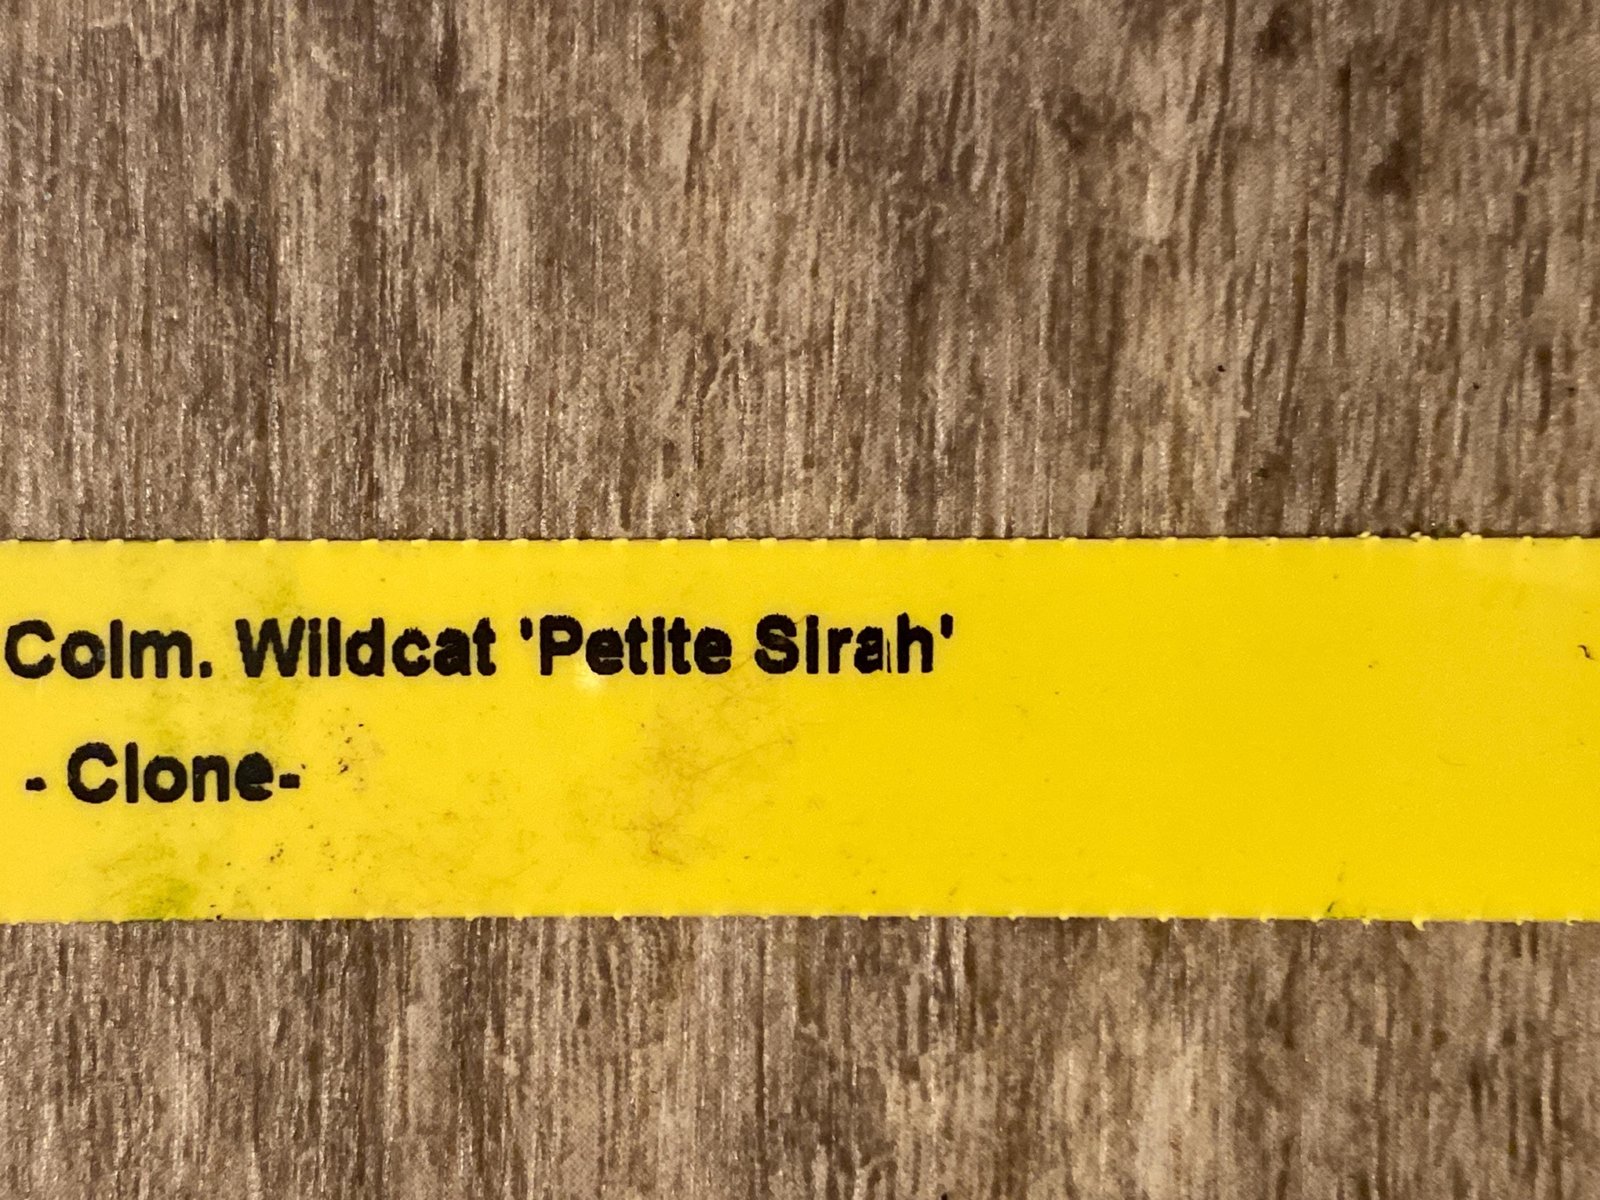 Colm. Wildcat 'Petite Sirah'
- Clone-